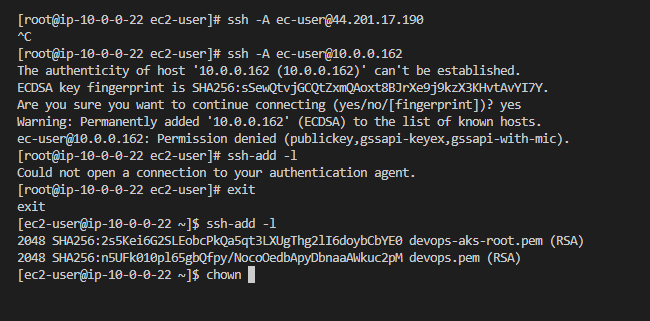 [root@ip-10-0-0-22 ec2-user]# ssh -A ec-user@44.201.17.190
^C
[root@ip-10-0-0-22 ec2-user]# ssh -A ec-user@10.0.0.162
The authenticity of host '10.0.0.162 (10.0.0.162)' can't be established.
ECDSA key fingerprint is SHA256:sSewQtvjGCQtZxmQAoxt8BJrXe9j9kzX3KHvtAvYI7Y.
Are you sure you want to continue connecting (yes/no/[fingerprint])? yes
Warning: Permanently added '10.0.0.162' (ECDSA) to the list of known hosts.
ec-user@10.0.0.162: Permission denied (publickey,gssapi-keyex,gssapi-with-mic).
[root@ip-10-0-0-22 ec2-user]# ssh-add -l
Could not open a connection to your authentication agent.
[root@ip-10-0-0-22 ec2-user]# exit
exit
[ec2-user@ip-10-0-0-22 ~]$ ssh-add -l
2048 SHA256:2s5Kei6G2SLEobcPkQa5qt3LXUgThg2lI6doybCbYE0 devops-aks-root.pem (RSA)
2048 SHA256:n5UFk010pl65gbQfpy/NocoOedbApyDbnaaAWkuc2pM devops.pem (RSA)
[ec2-user@ip-10-0-0-22 ~]$ chown